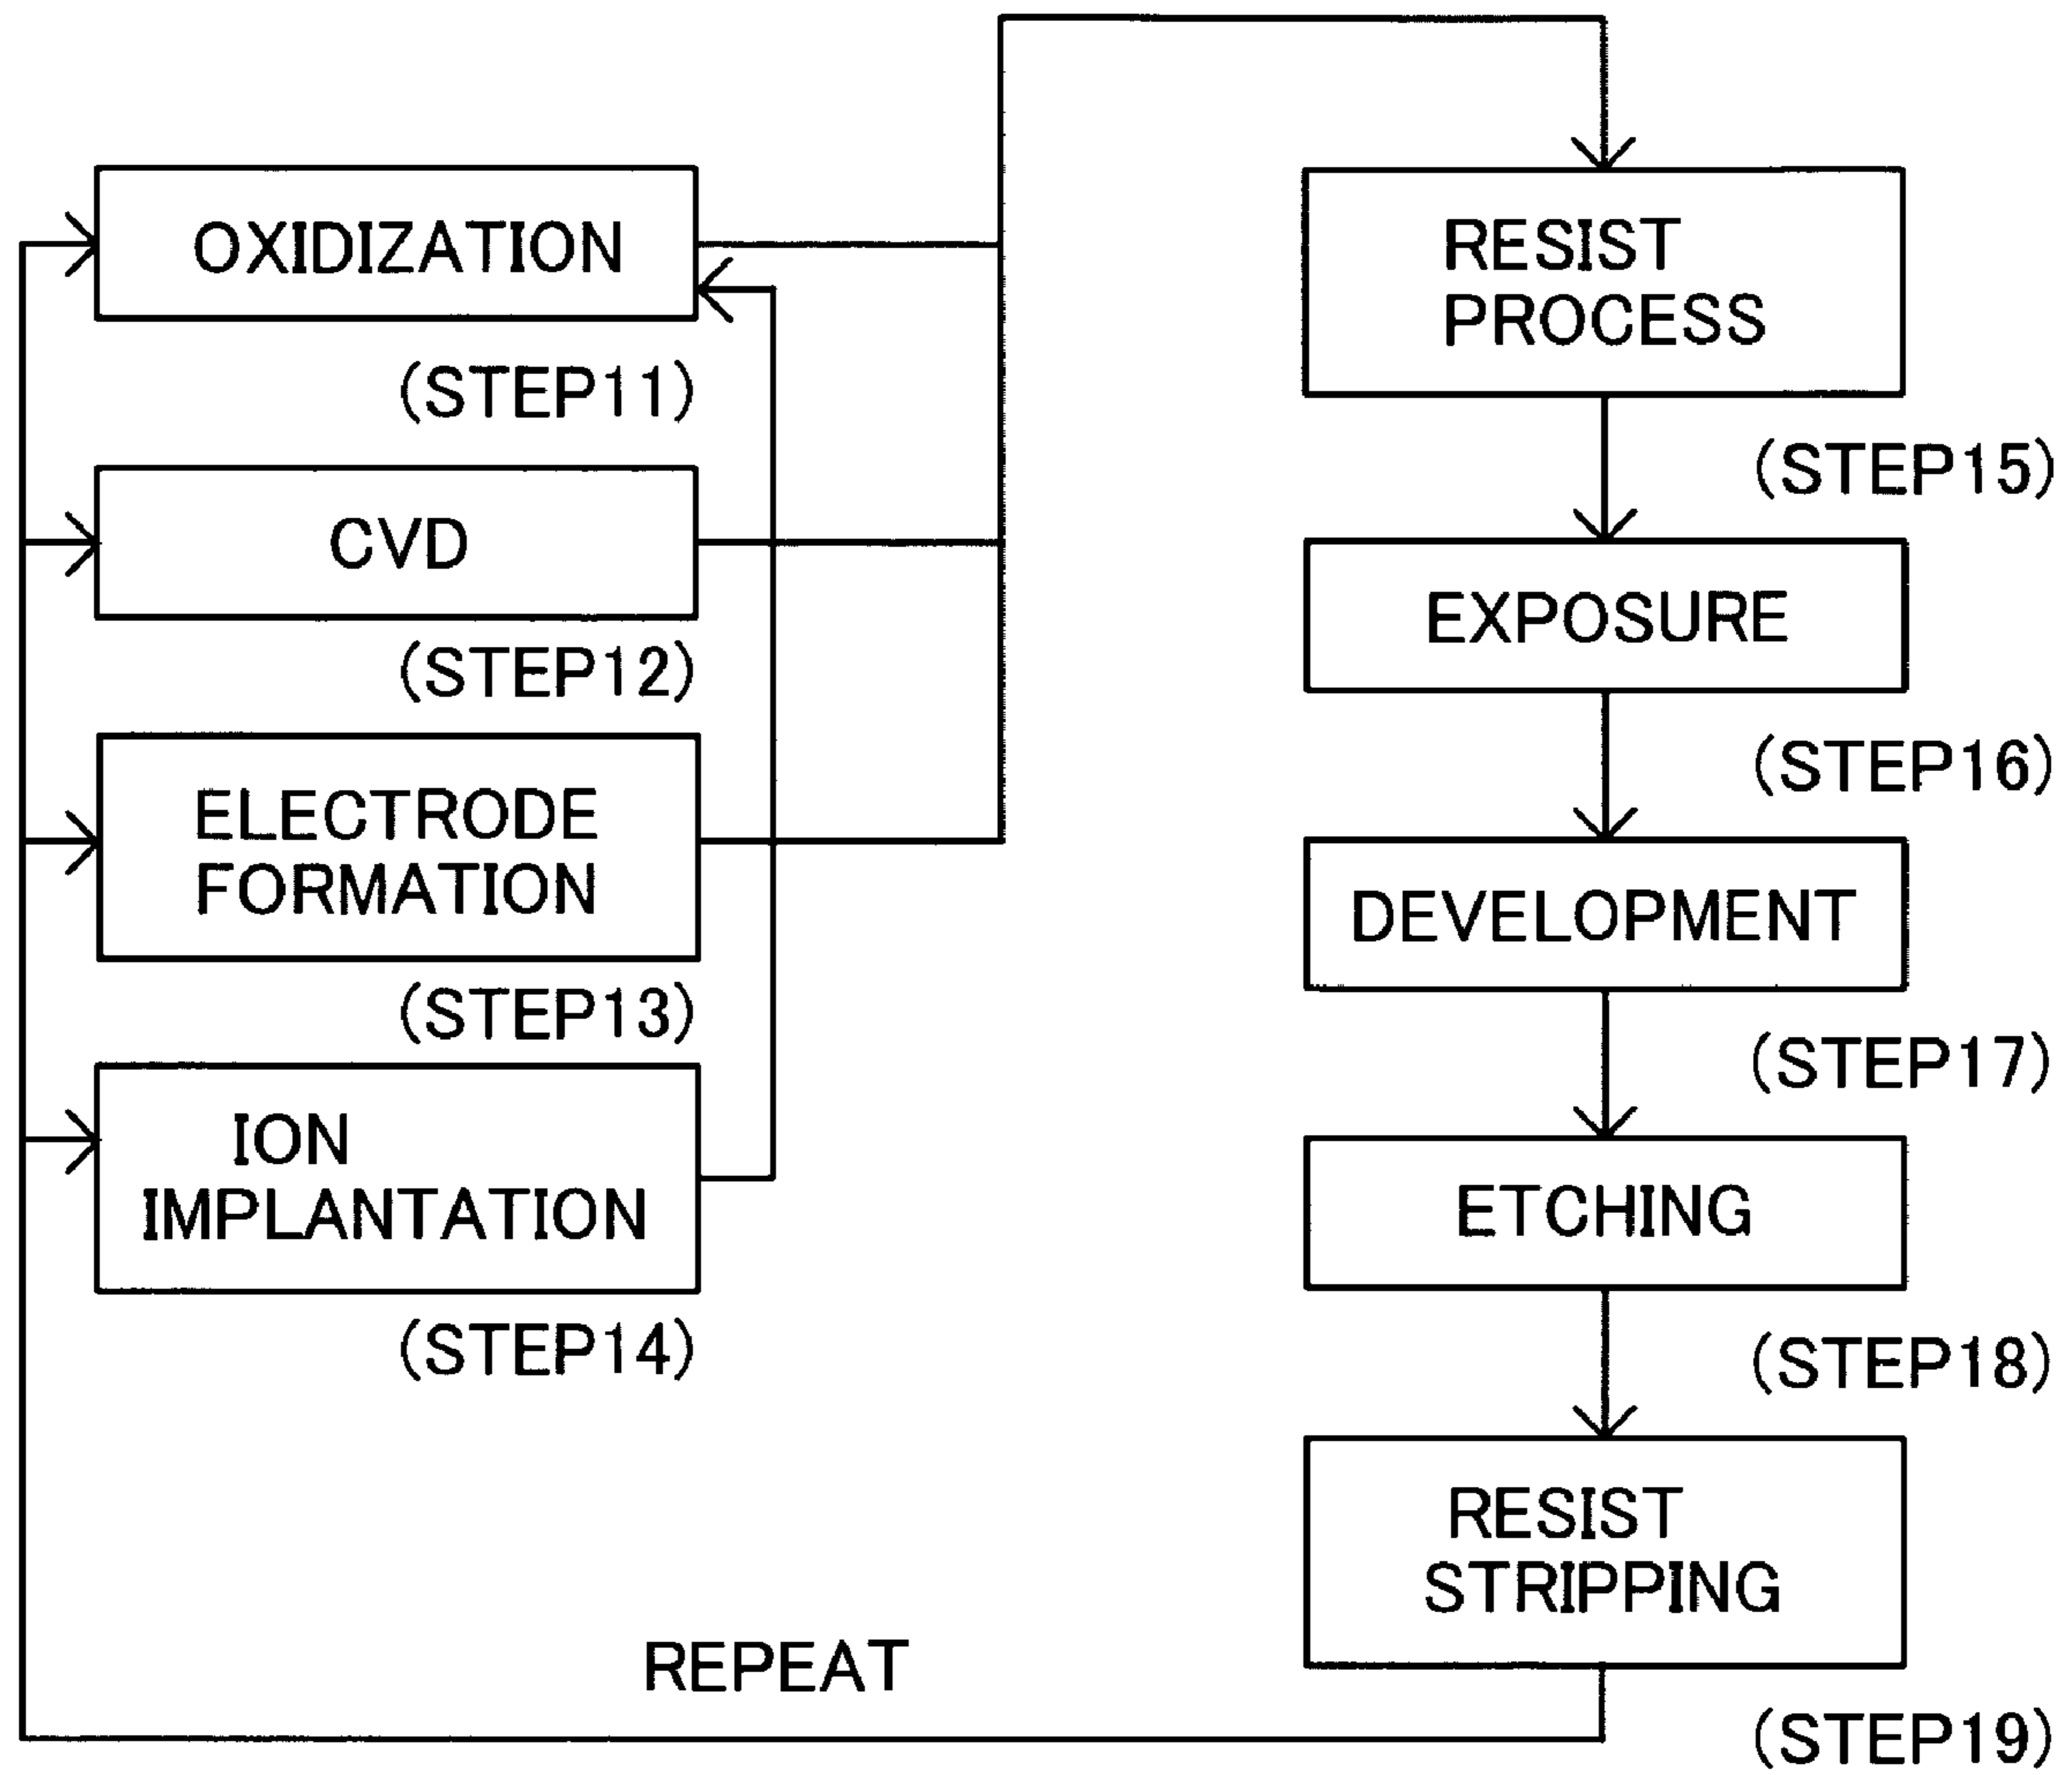 OXIDIZATION
(STEP11)
CVD
(STEP12)
ELECTRODE
FORMATION
(STEP13)
ION
IMPLANTATION
(STEP14)
RESIST
PROCESS
(STEP15)
EXPOSURE
(STEP16)
DEVELOPMENT
(STEP17)
ETCHING
(STEP18)
RESIST
STRIPPING
(STEP19)
REPEAT